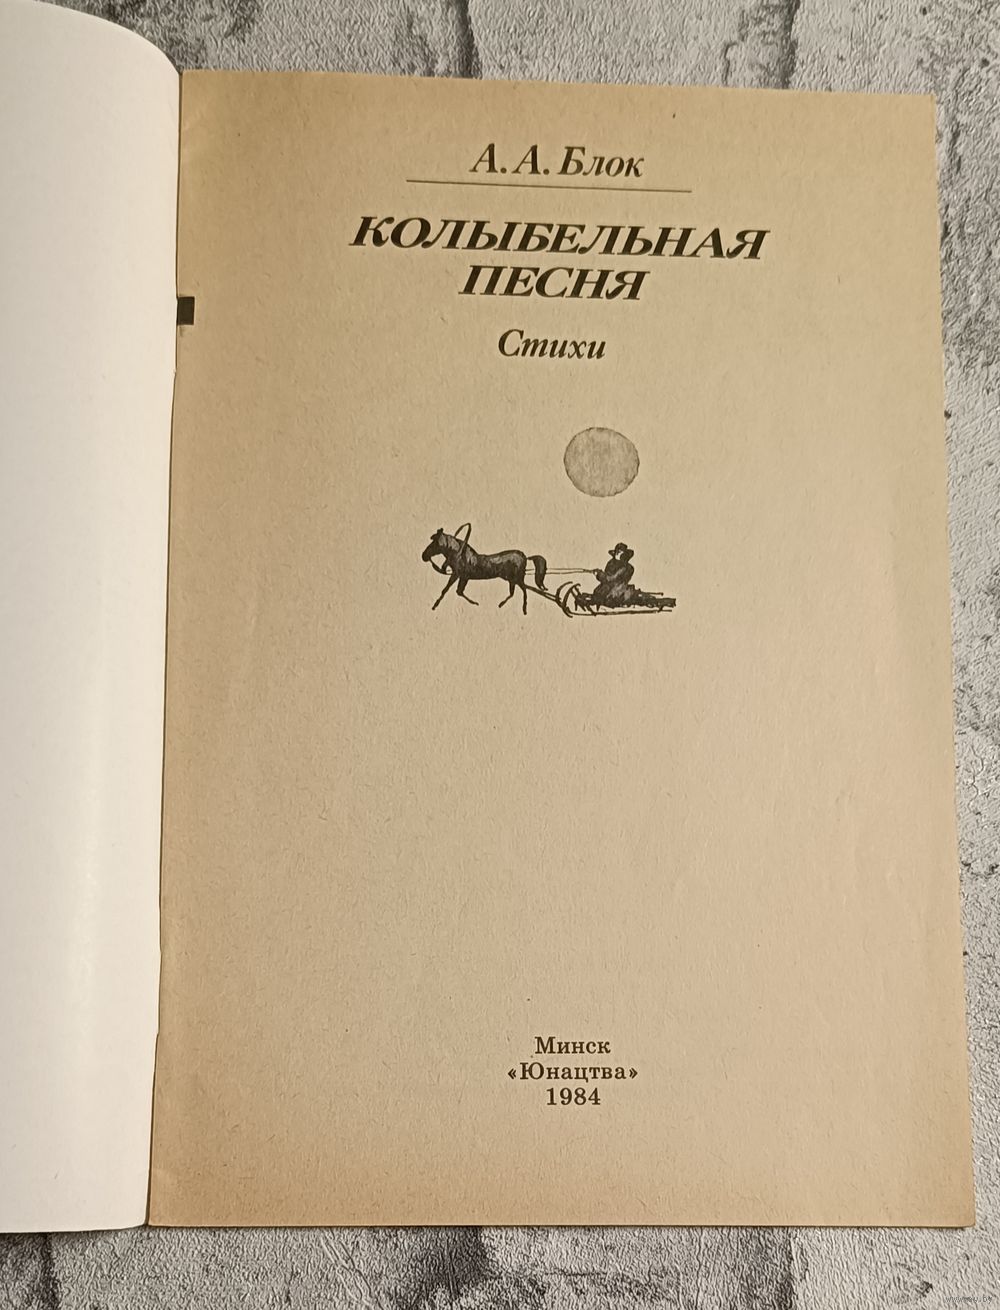 А. А. Блок
КОЛЫБЕЛЬНАЯ
ПЕСНЯ
Стихи
Минск
«Юнацтва»
1984